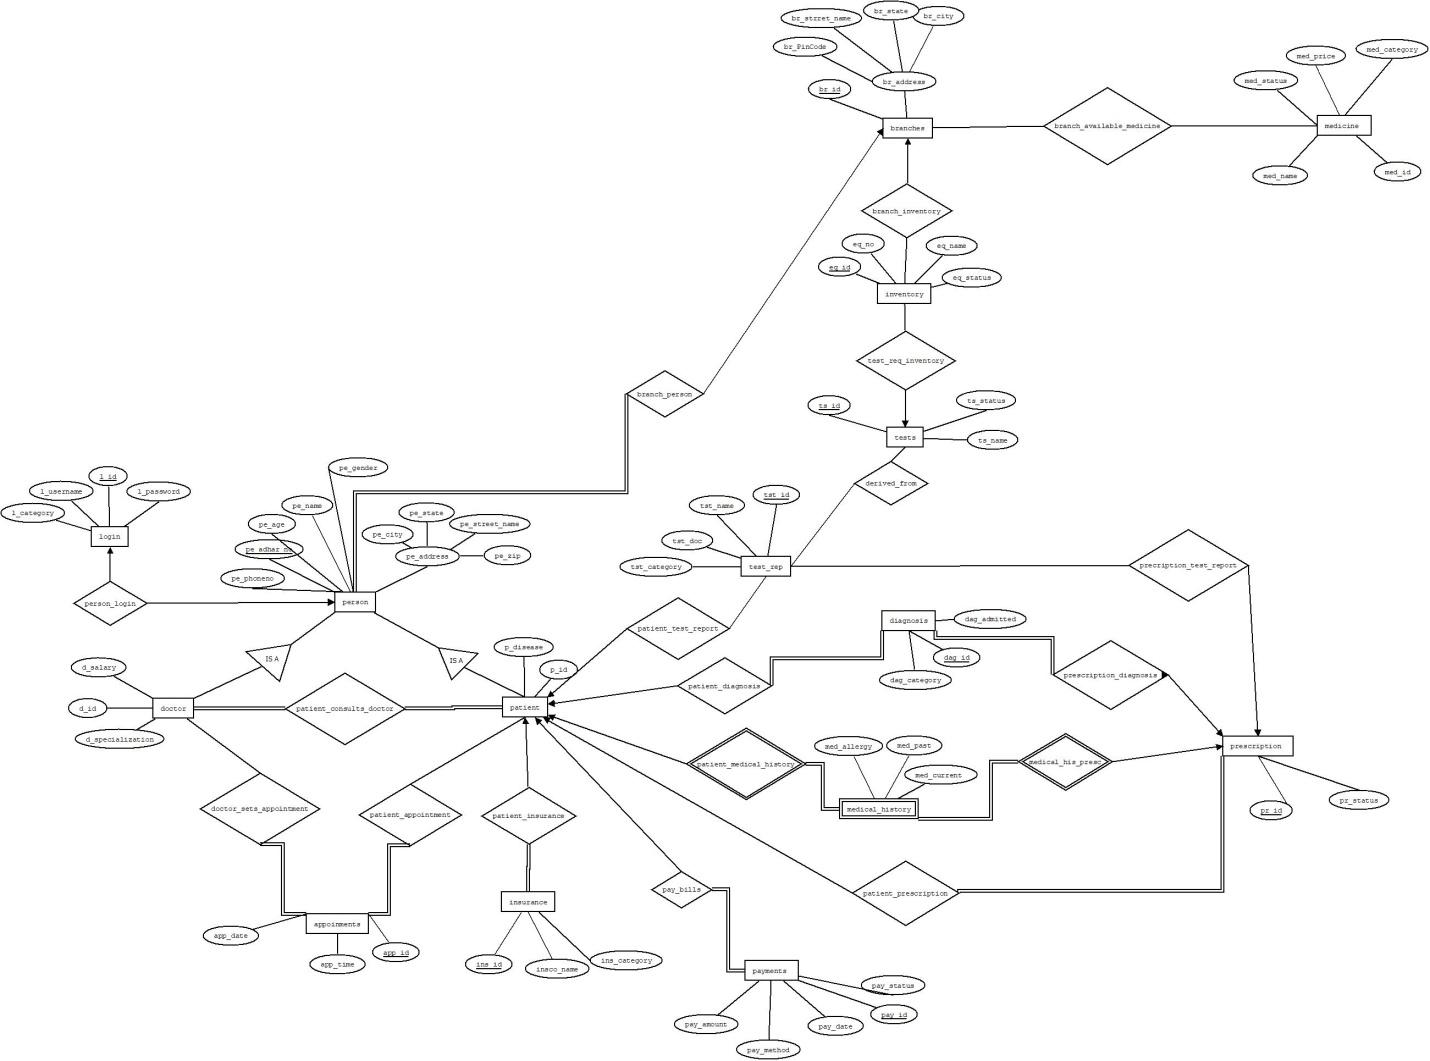 br_state
br_city
br_strret_name
br_PinCode
br_address
br_id
branches
branch_available_medicine
med_category
med_price
med_status
medicine
med_name
med_id
branch_inventory
eq_no
eq_name
eq_id
eq_status
inventory
test_req_inventory
branch_person
ts_id
ts_status
tests
ts_name
pe_gender
derived_from
l_id
l_username
l_password
l_category
login
pe_name
pe_state
pe_age
pe_street_name
pe_city
pe_adhar_no
pe_address
pe_zip
pe_phoneno
tst_id
tst_name
tst_doc
tst_category
test_rep
precription_test_report
person_login
person
patient_test_report
diagnosis
dag_admitted
dag_id
dag_category
p_disease
p_id
IS A
IS A
d_salary
d_id
doctor
d_specialization
patient_consults_doctor
patient
patient_diagnosis
prescription_diagnosis
prescription
med_allergy
med_past
med_current
patient_medical_history
medical_his_presc
medical_history
pr_id
pr_status
doctor_sets_appointment
patient_appointment
patient_insurance
pay_bills
patient_prescription
insurance
appoinments
app_date
app_time
app_id
ins_id
insco_name
ins_category
payments
pay_status
pay_id
pay_amount
pay_date
pay_method